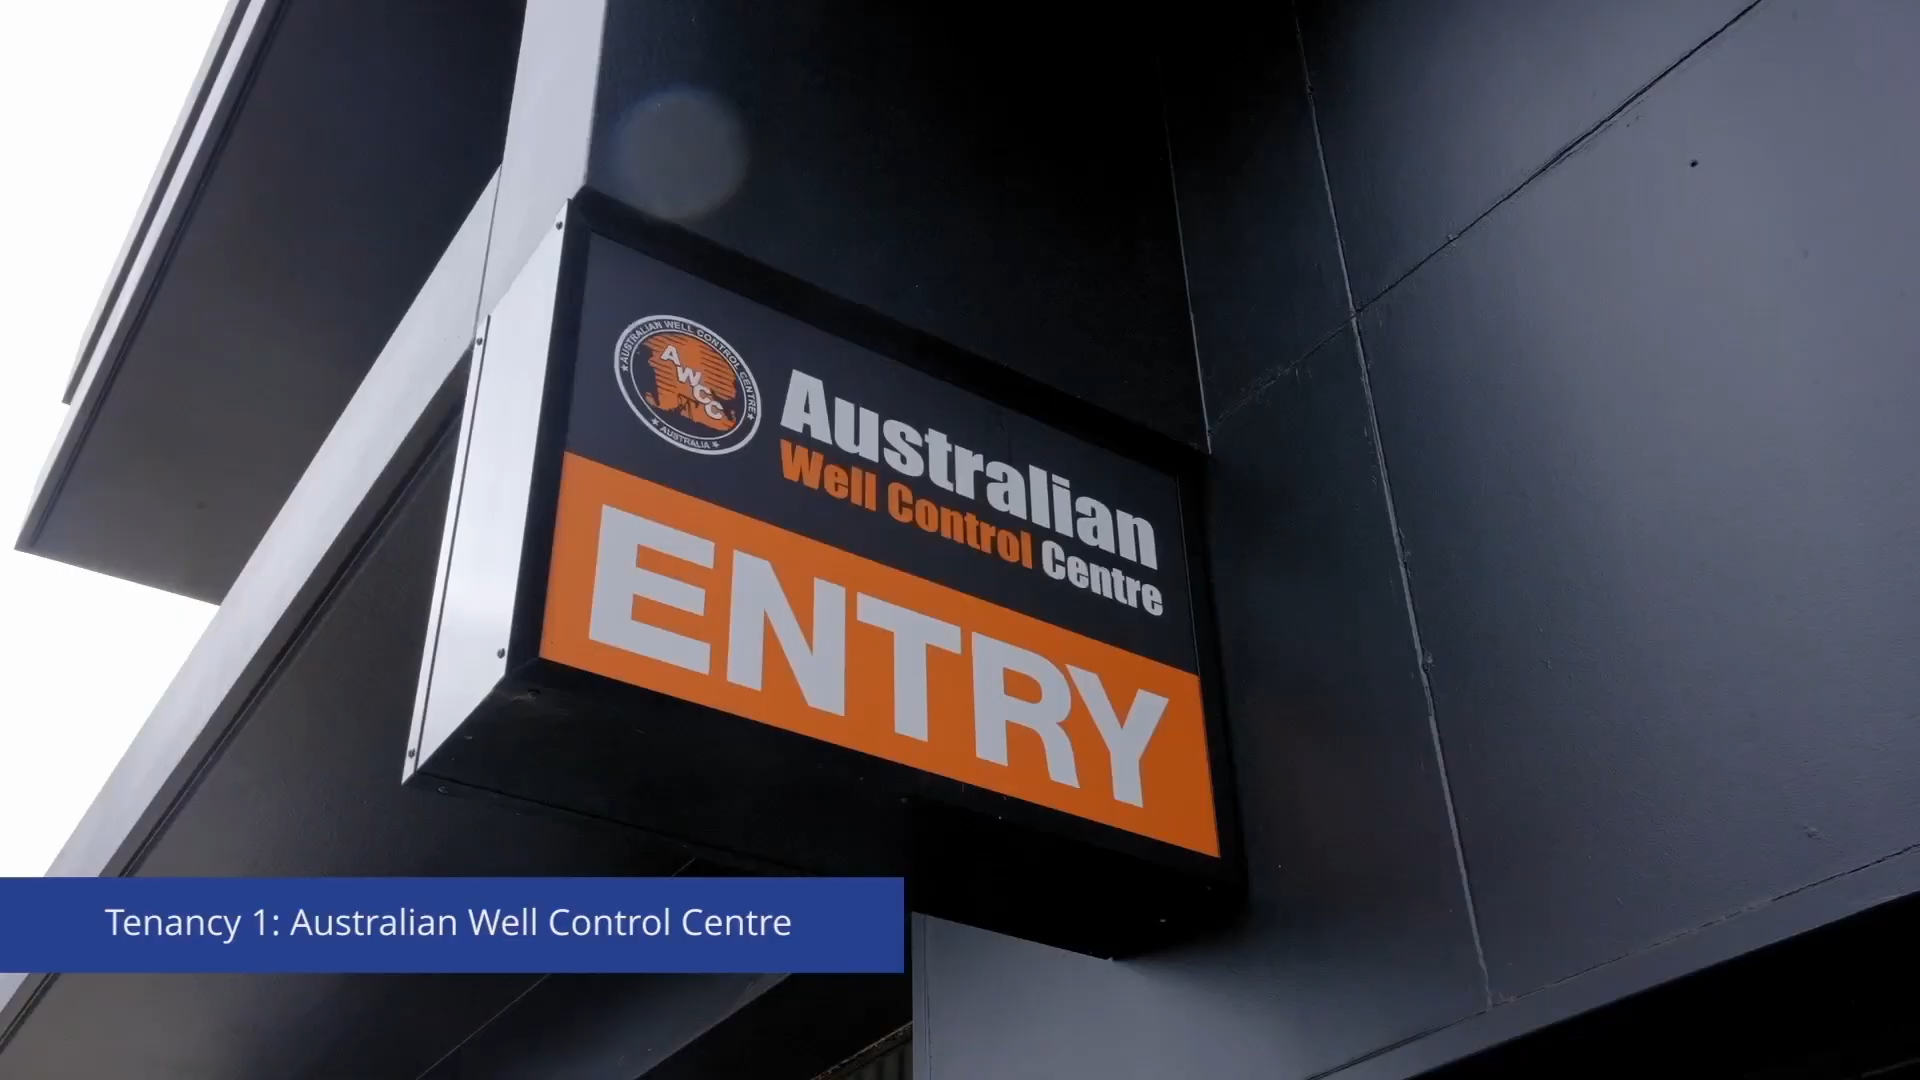 AUSTRALIAN WELL CONTROL CENTRE
AWCC
AUSTRALIA
Australian
Well Control Centre
ENTRY
Tenancy 1: Australian Well Control Centre